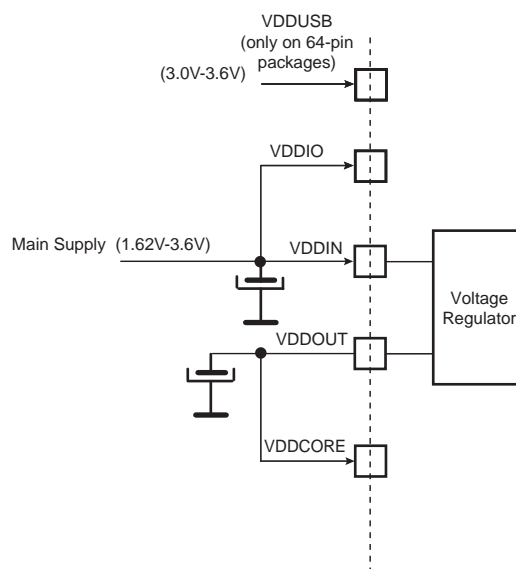 VDDUSB
(only on 64-pin
packages)
(3.0V-3.6V)
VDDIO
Main Supply (1.62V-3.6V)
VDDIN
Voltage
Regulator
VDDOUT
VDDCORE